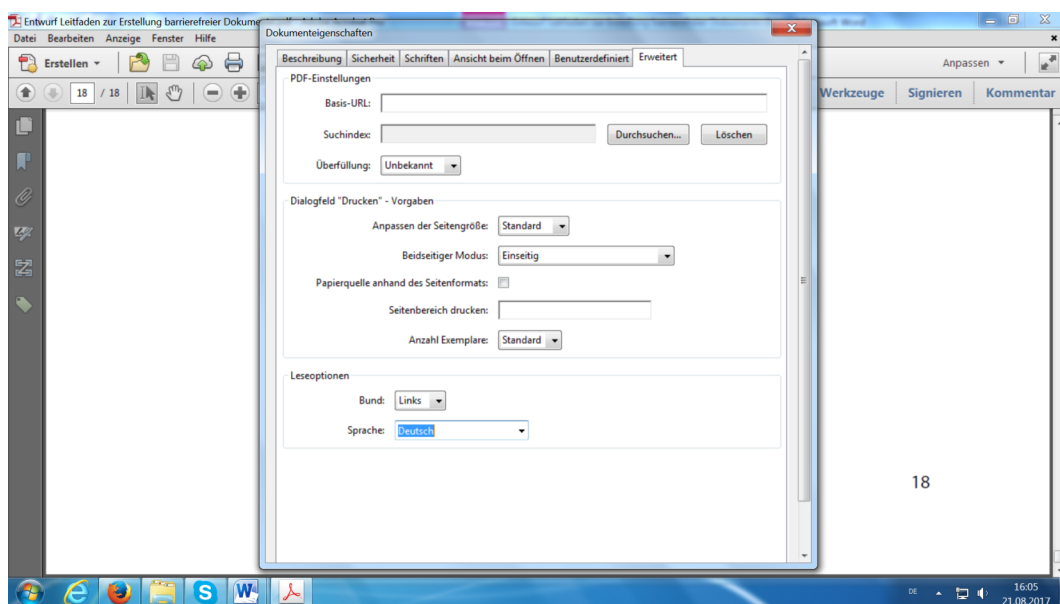 Entwurf Leitfaden zur Erstellung barrierefreier
Datei Bearbeiten Anzeige Fenster Hilfe
Erstellen
Anpassen
18 / 18
Werkzeuge Signieren Kommentar
Dokumenteigenschaften
Beschreibung Sicherheit Schriften Ansicht beim Öffnen Benutzerdefiniert Erweitert
PDF-Einstellungen
Basis-URL:
Suchindex: Durchsuchen... Löschen
Überfüllung: Unbekannt
Dialogfeld "Drucken" - Vorgaben
Anpassen der Seitengröße: Standard
Beidseitiger Modus: Einseitig
Papierquelle anhand des Seitenformats:
Seitenbereich drucken:
Anzahl Exemplare: Standard
Leseoptionen
Bund: Links
Sprache: Deutsch
18
DE
16:05
21.08.2017